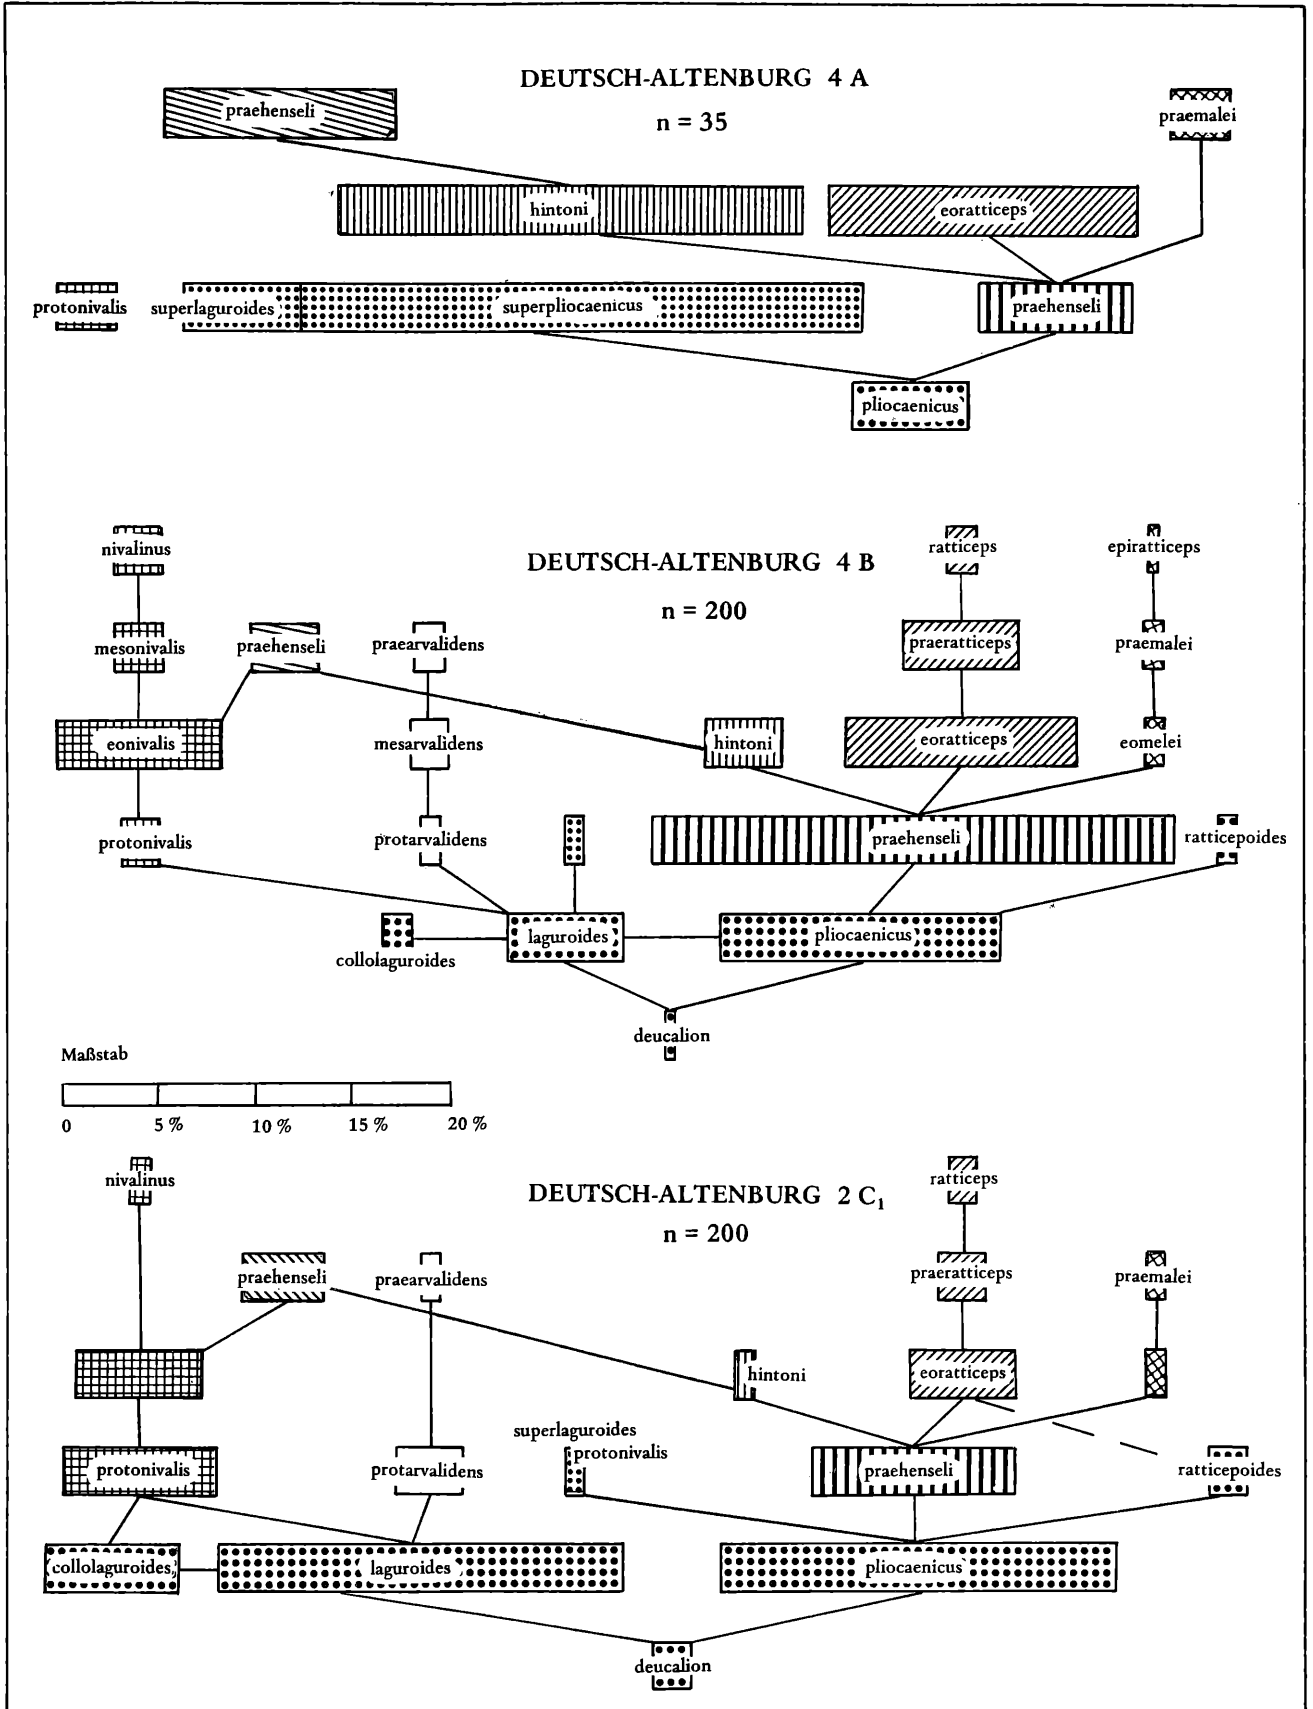 DEUTSCH-ALTENBURG 4 A
n = 35
praehenseli
praemalei
hintoni
eoratticeps
protonivalis
superlaguroides
superpliocaenicus
praehenseli
pliocaenicus
DEUTSCH-ALTENBURG 4 B
n = 200
nivalinus
ratticeps
epiratticeps
mesonivalis
praehenseli
praearvalidens
praeratticeps
praemalei
eonivalis
mesarvalidens
hintoni
eoratticeps
eomelei
protonivalis
protarvalidens
praehenseli
ratticepoides
laguroides
pliocaenicus
collolaguroides
deucalion
Maßstab
0 5 % 10 % 15 % 20 %
DEUTSCH-ALTENBURG 2 C₁
n = 200
nivalinus
ratticeps
praehenseli
praearvalidens
praeratticeps
praemalei
hintoni
eoratticeps
superlaguroides
protonivalis
protonivalis
protarvalidens
praehenseli
ratticepoides
collolaguroides
laguroides
pliocaenicus
deucalion